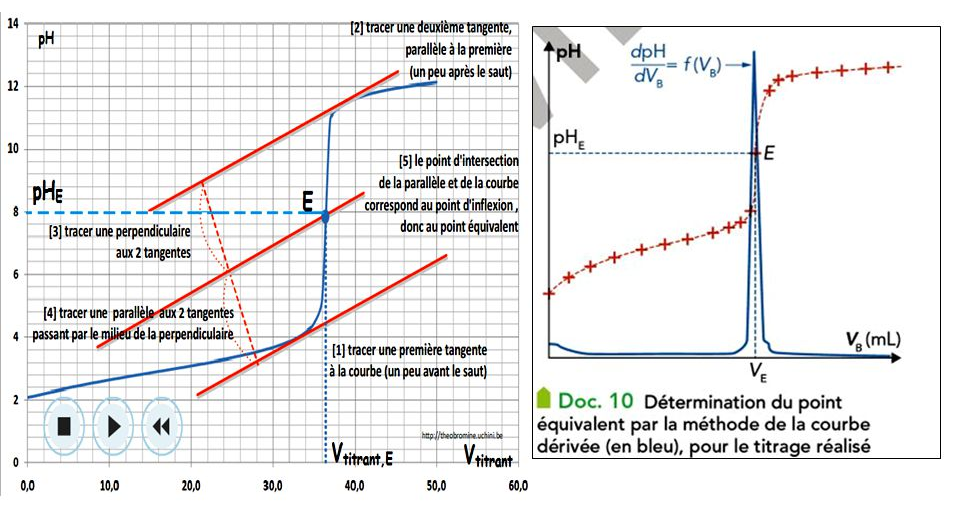 14
pH
[2] tracer une deuxième tangente,
parallèle à la première
(un peu après le saut)
12
10
[5] le point d'intersection
de la parallèle et de la courbe
correspond au point d'inflexion ,
donc au point équivalent
pHE
E
8
[3] tracer une perpendiculaire
aux 2 tangentes
6
[4] tracer une parallèle aux 2 tangentes
passant par le milieu de la perpendiculaire
4
[1] tracer une première tangente
à la courbe (un peu avant le saut)
2
http://theobromine.uchini.be
Vtitrant,E
Vtitrant
0
0,0
10,0
20,0
30,0
40,0
50,0
60,0
pH
dpH
dVB
= f(VB)
pHE
E
VB (mL)
VE
Doc. 10 Détermination du point
équivalent par la méthode de la courbe
dérivée (en bleu), pour le titrage réalisé